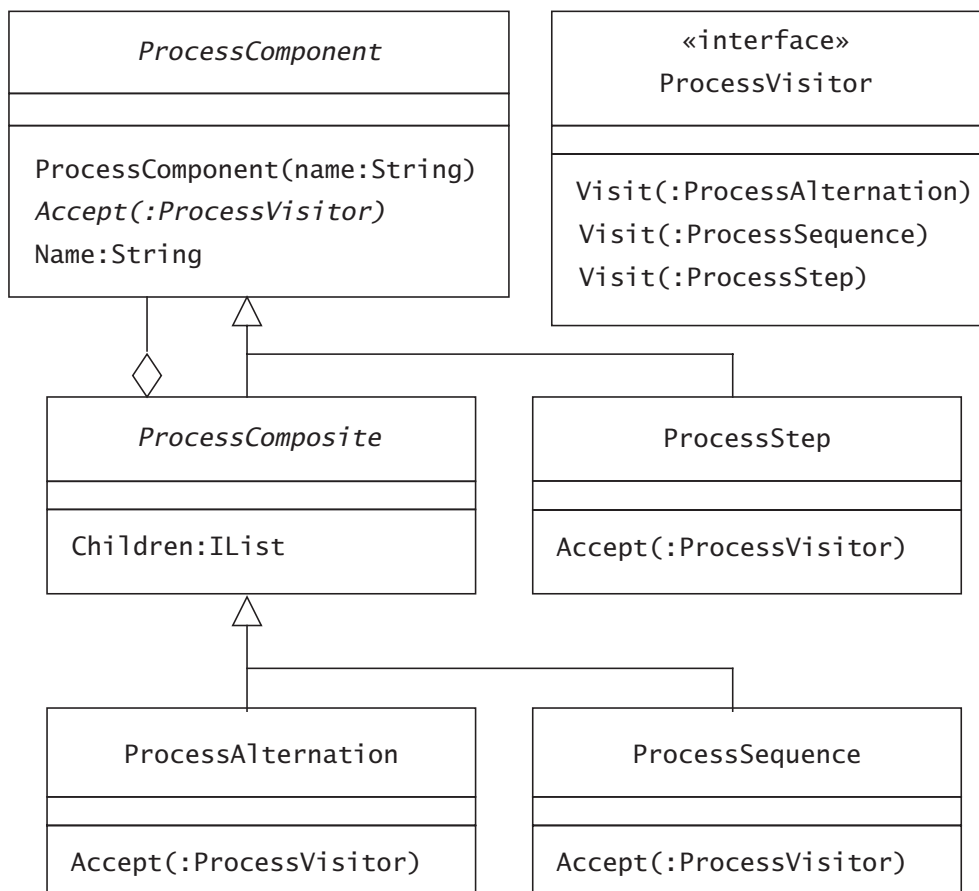 ProcessComponent
ProcessComponent(name:String)
Accept(:ProcessVisitor)
Name:String
«interface»
ProcessVisitor
Visit(:ProcessAlternation)
Visit(:ProcessSequence)
Visit(:ProcessStep)
ProcessComposite
Children:IList
ProcessStep
Accept(:ProcessVisitor)
ProcessAlternation
Accept(:ProcessVisitor)
ProcessSequence
Accept(:ProcessVisitor)